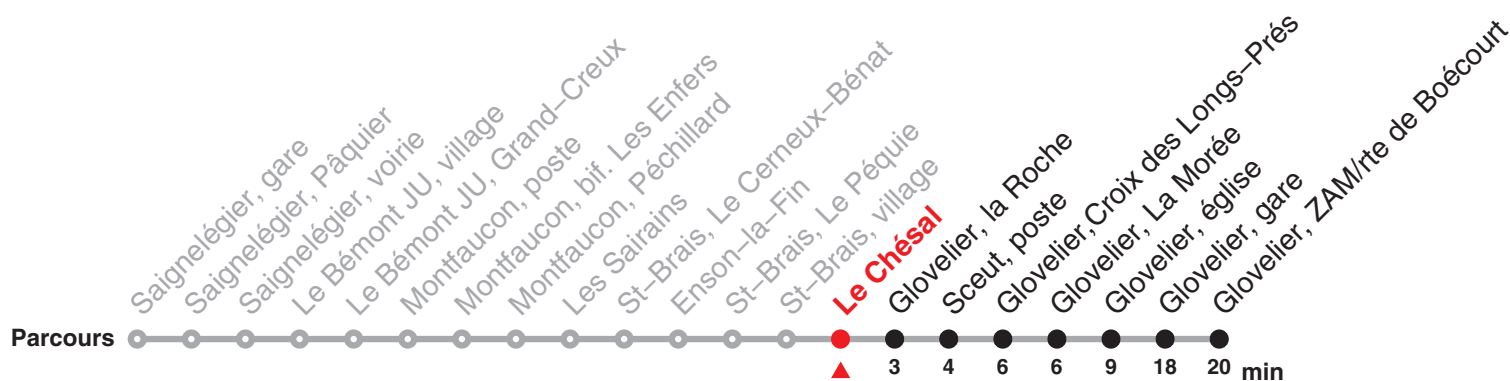 Saignelégier, gare
Saignelégier, Pâquier
Saignelégier, voirie
Le Bémont JU, village
Le Bémont JU, Grand–Creux
Montfaucon, poste
Montfaucon, bif. Les Enfers
Montfaucon, Péchillard
Les Sairains
St–Brais, Le Cerneux–Bénat
Enson–la–Fin
St–Brais, Le Péquie
St–Brais, village
Le Chésal
Glovelier, la Roche
Sceut, poste
Glovelier,Croix des Longs–Prés
Glovelier, La Morée
Glovelier, église
Glovelier, gare
Glovelier, ZAM/rte de Boécourt
Parcours
3 4 6 6 9 18 20 min